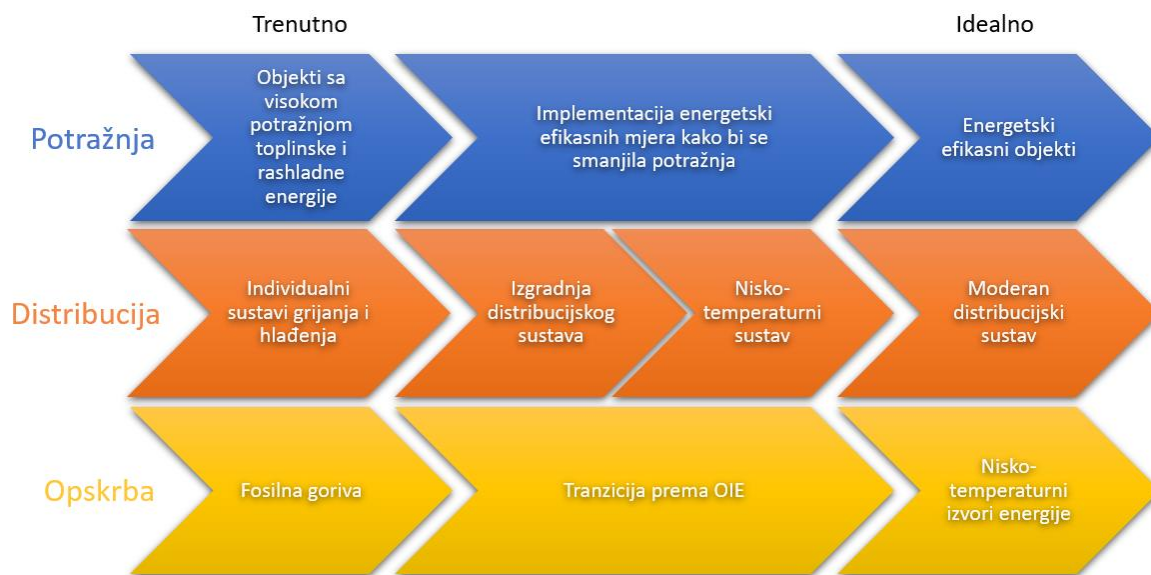 Trenutno
Idealno
Potražnja
Objekti sa
visokom
potražnjom
toplinske i
rashladne
energije
Implementacija energetski
efikasnih mjera kako bi se
smanjila potražnja
Energetski
efikasni objekti
Distribucija
Individualni
sustavi grijanja i
hlađenja
Izgradnja
distribucijskog
sustava
Nisko-
temperaturni
sustav
Moderan
distribucijski
sustav
Opskrba
Fosilna goriva
Tranzicija prema OIE
Nisko-
temperaturni
izvori energije